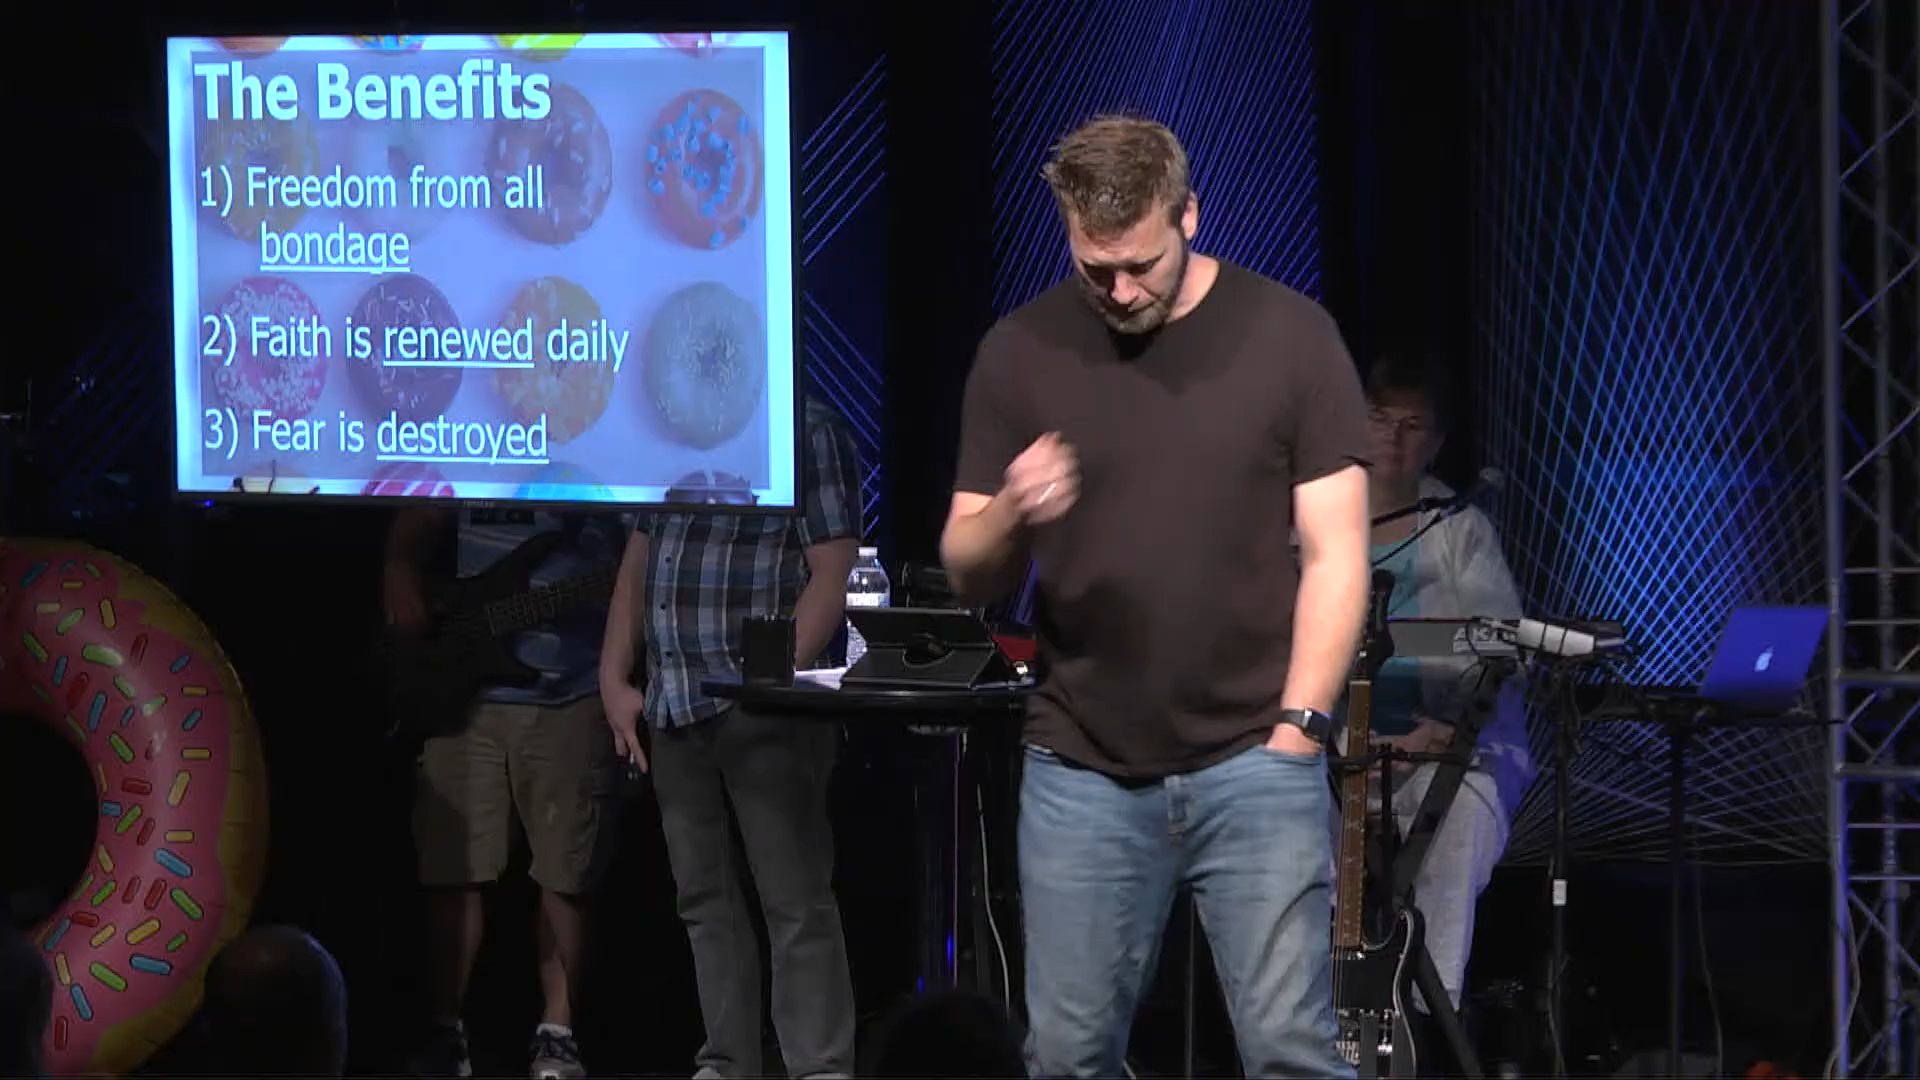 The Benefits
1) Freedom from all
bondage
2) Faith is renewed daily
3) Fear is destroyed